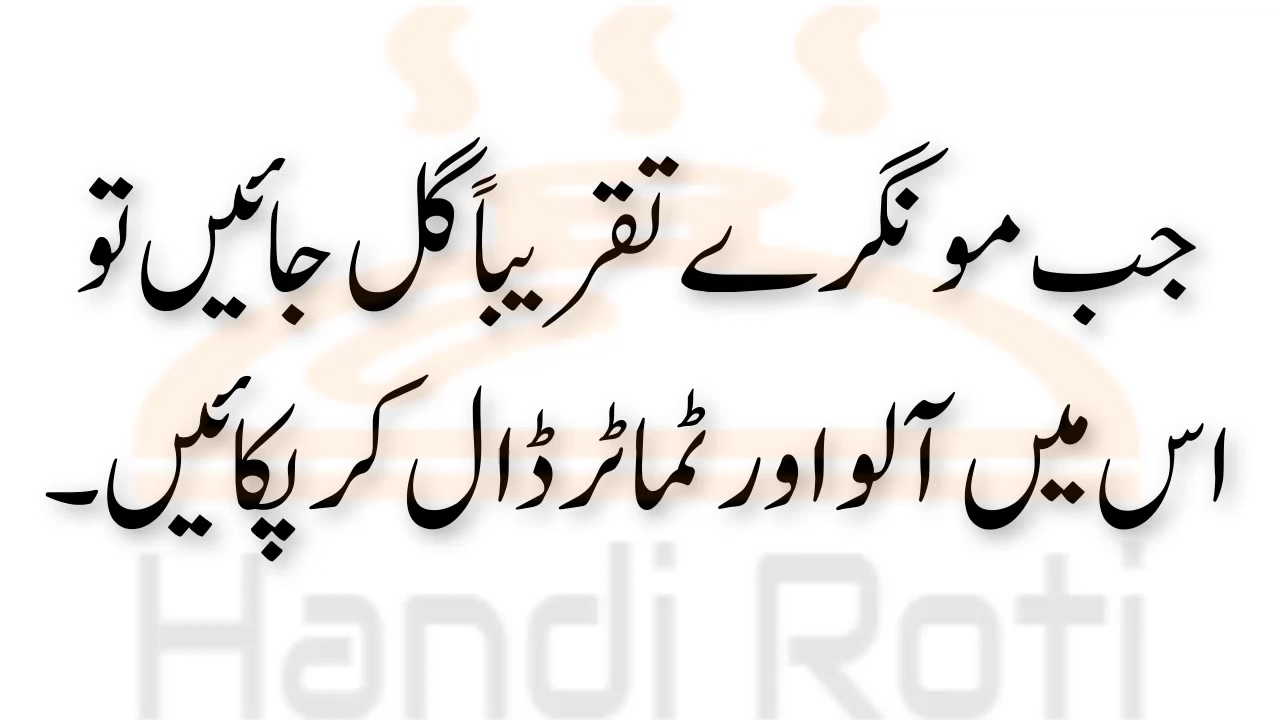 جب مونگرے تقریباً گل جائیں تو
اس میں آلو اور ٹماٹر ڈال کر پکائیں۔
Handi Roti